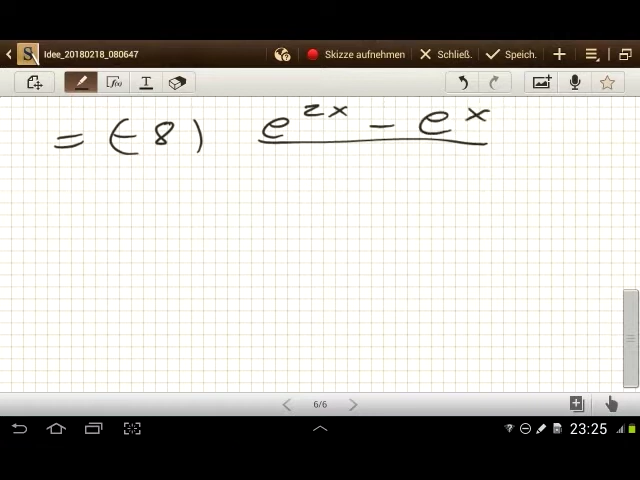 Idee_20180218_080647 Skizze aufnehmen Schließ. Speich.
f(x) T
= (-8) e^{2x} - e^x
6/6
23:25